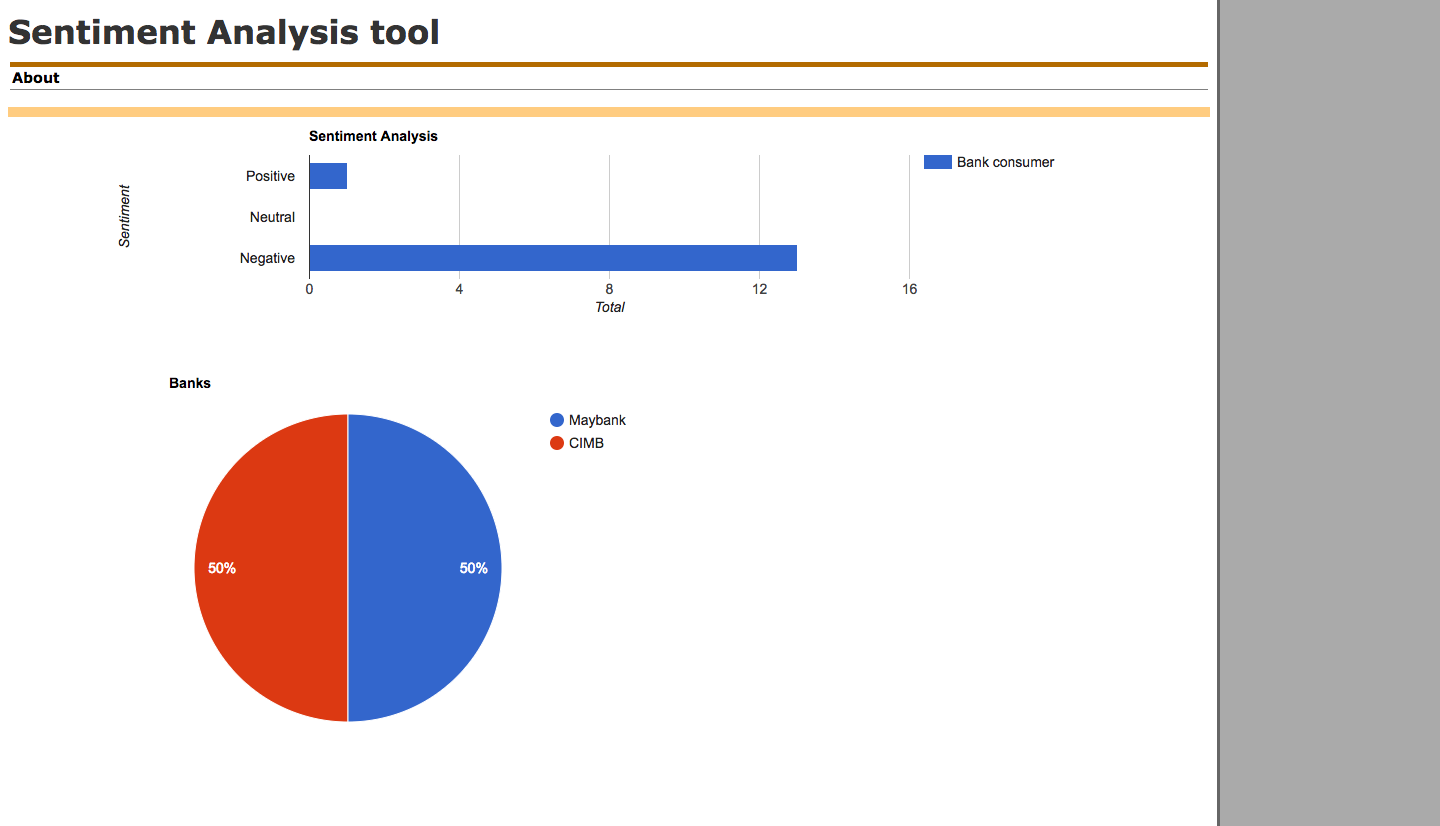 Sentiment Analysis tool
About
Sentiment Analysis
Sentiment
Positive
Neutral
Negative
Bank consumer
0 4 8 12 16
Total
Banks
Maybank
CIMB
50% 50%